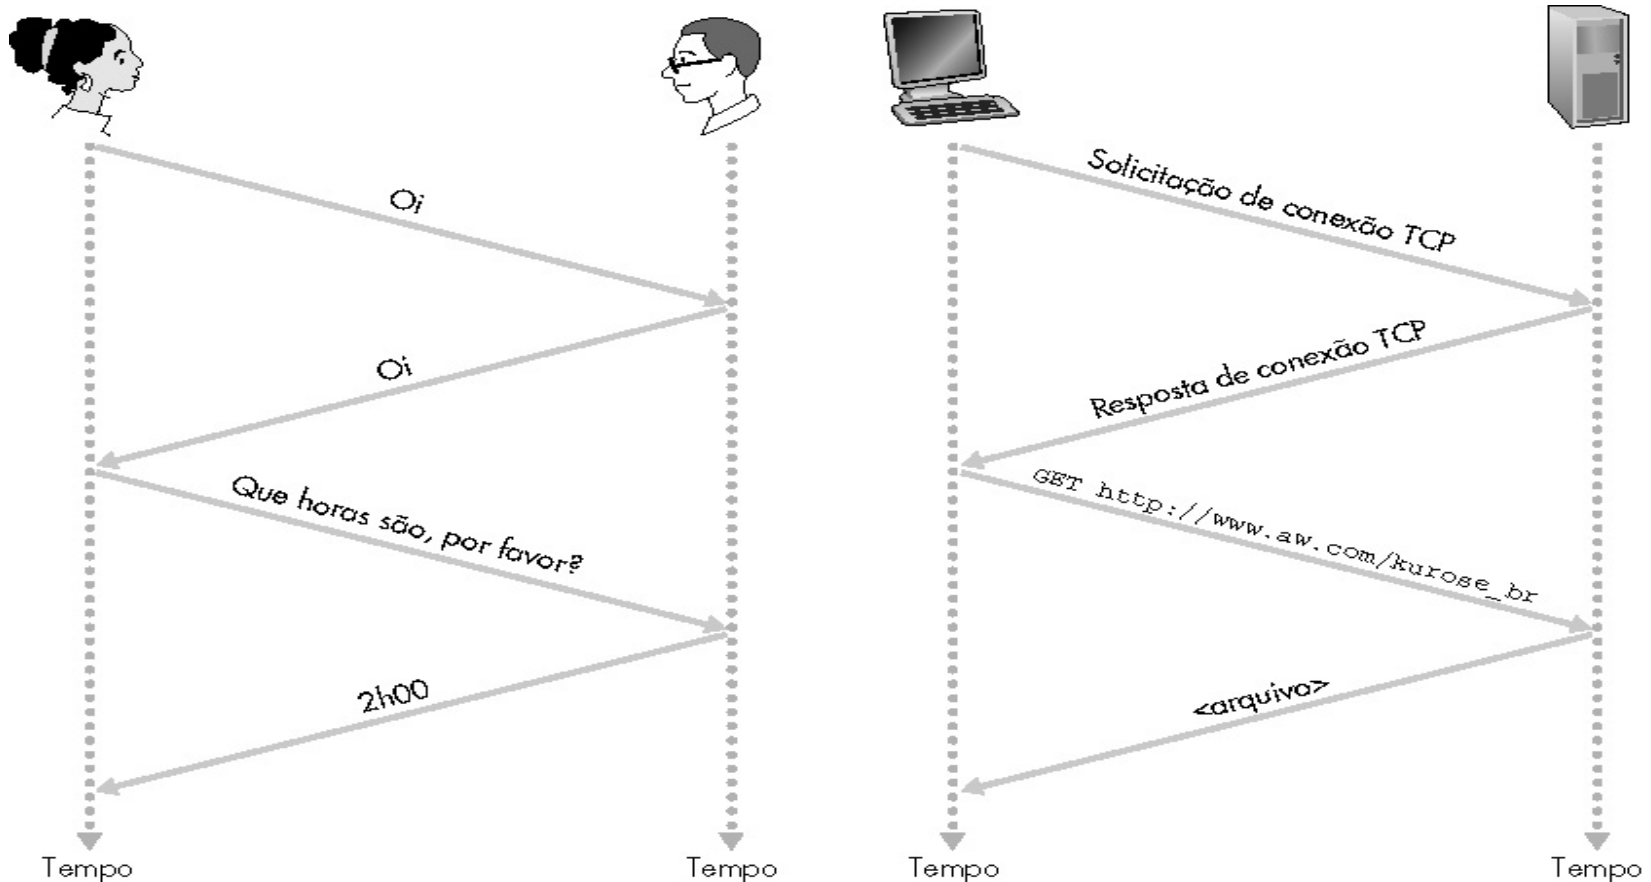 Oi
Oi
Que horas são, por favor?
2h00
Tempo
Tempo
Solicitação de conexão TCP
Resposta de conexão TCP
GET http://www.aw.com/kurose_br
<arquivo>
Tempo
Tempo